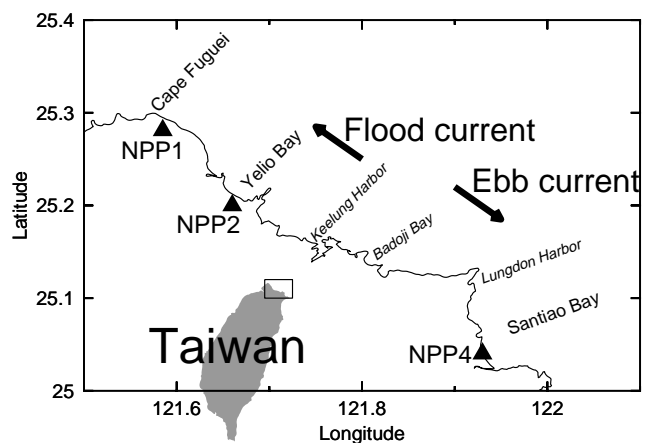 25.4
Cape Fuguei
25.3
NPP1
Flood current
Yelio Bay
Ebb current
Keelung Harbor
Latitude
25.2
NPP2
Badoji Bay
Lungdon Harbor
25.1
Santiao Bay
Taiwan
NPP4
25
121.6
121.8
122
Longitude